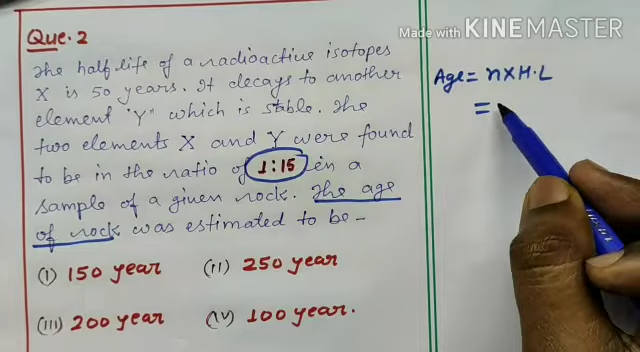 Made with KINEMASTER
Que. 2
The half life of a radioactive isotopes
X is 50 years. It decays to another
element "Y" which is stable. The
two elements X and Y were found
to be in the ratio of 1:15 in a
sample of a given rock. The age
of rock was estimated to be -
(I) 150 year (II) 250 year
(III) 200 year (IV) 100 year.
Age = n X H.L
=